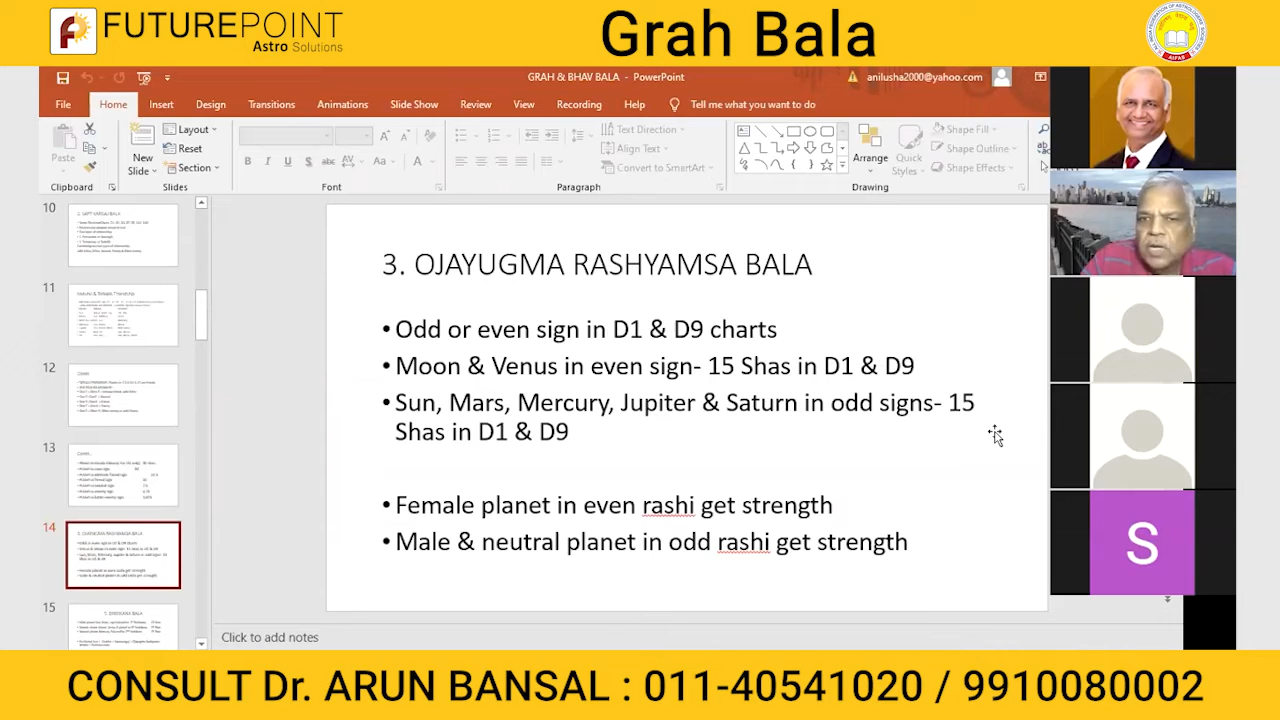 FUTUREPOINT
Astro Solutions
Grah Bala
AIFAS
GRAH & BHAV BALA - PowerPoint
anilusha2000@yahoo.com
File Home Insert Design Transitions Animations Slide Show Review View Recording Help Tell me what you want to do
Paste
New
Slide
Layout
Reset
Section
B I U S abc AV Aa A
Text Direction
Align Text
Convert to SmartArt
Arrange
Quick
Styles
Shape Fill
Shape Outline
Shape Effects
Clipboard Slides Font Paragraph Drawing
10
11
12
13
14
15
3. OJAYUGMA RASHYAMSA BALA
• Odd or even sign in D1 & D9 charts
• Moon & Venus in even sign- 15 Shas in D1 & D9
• Sun, Mars, Mercury, Jupiter & Saturn in odd signs- 15
Shas in D1 & D9
• Female planet in even rashi get strength
• Male & neutral planet in odd rashi get strength
S
Click to add notes
CONSULT Dr. ARUN BANSAL : 011-40541020 / 9910080002